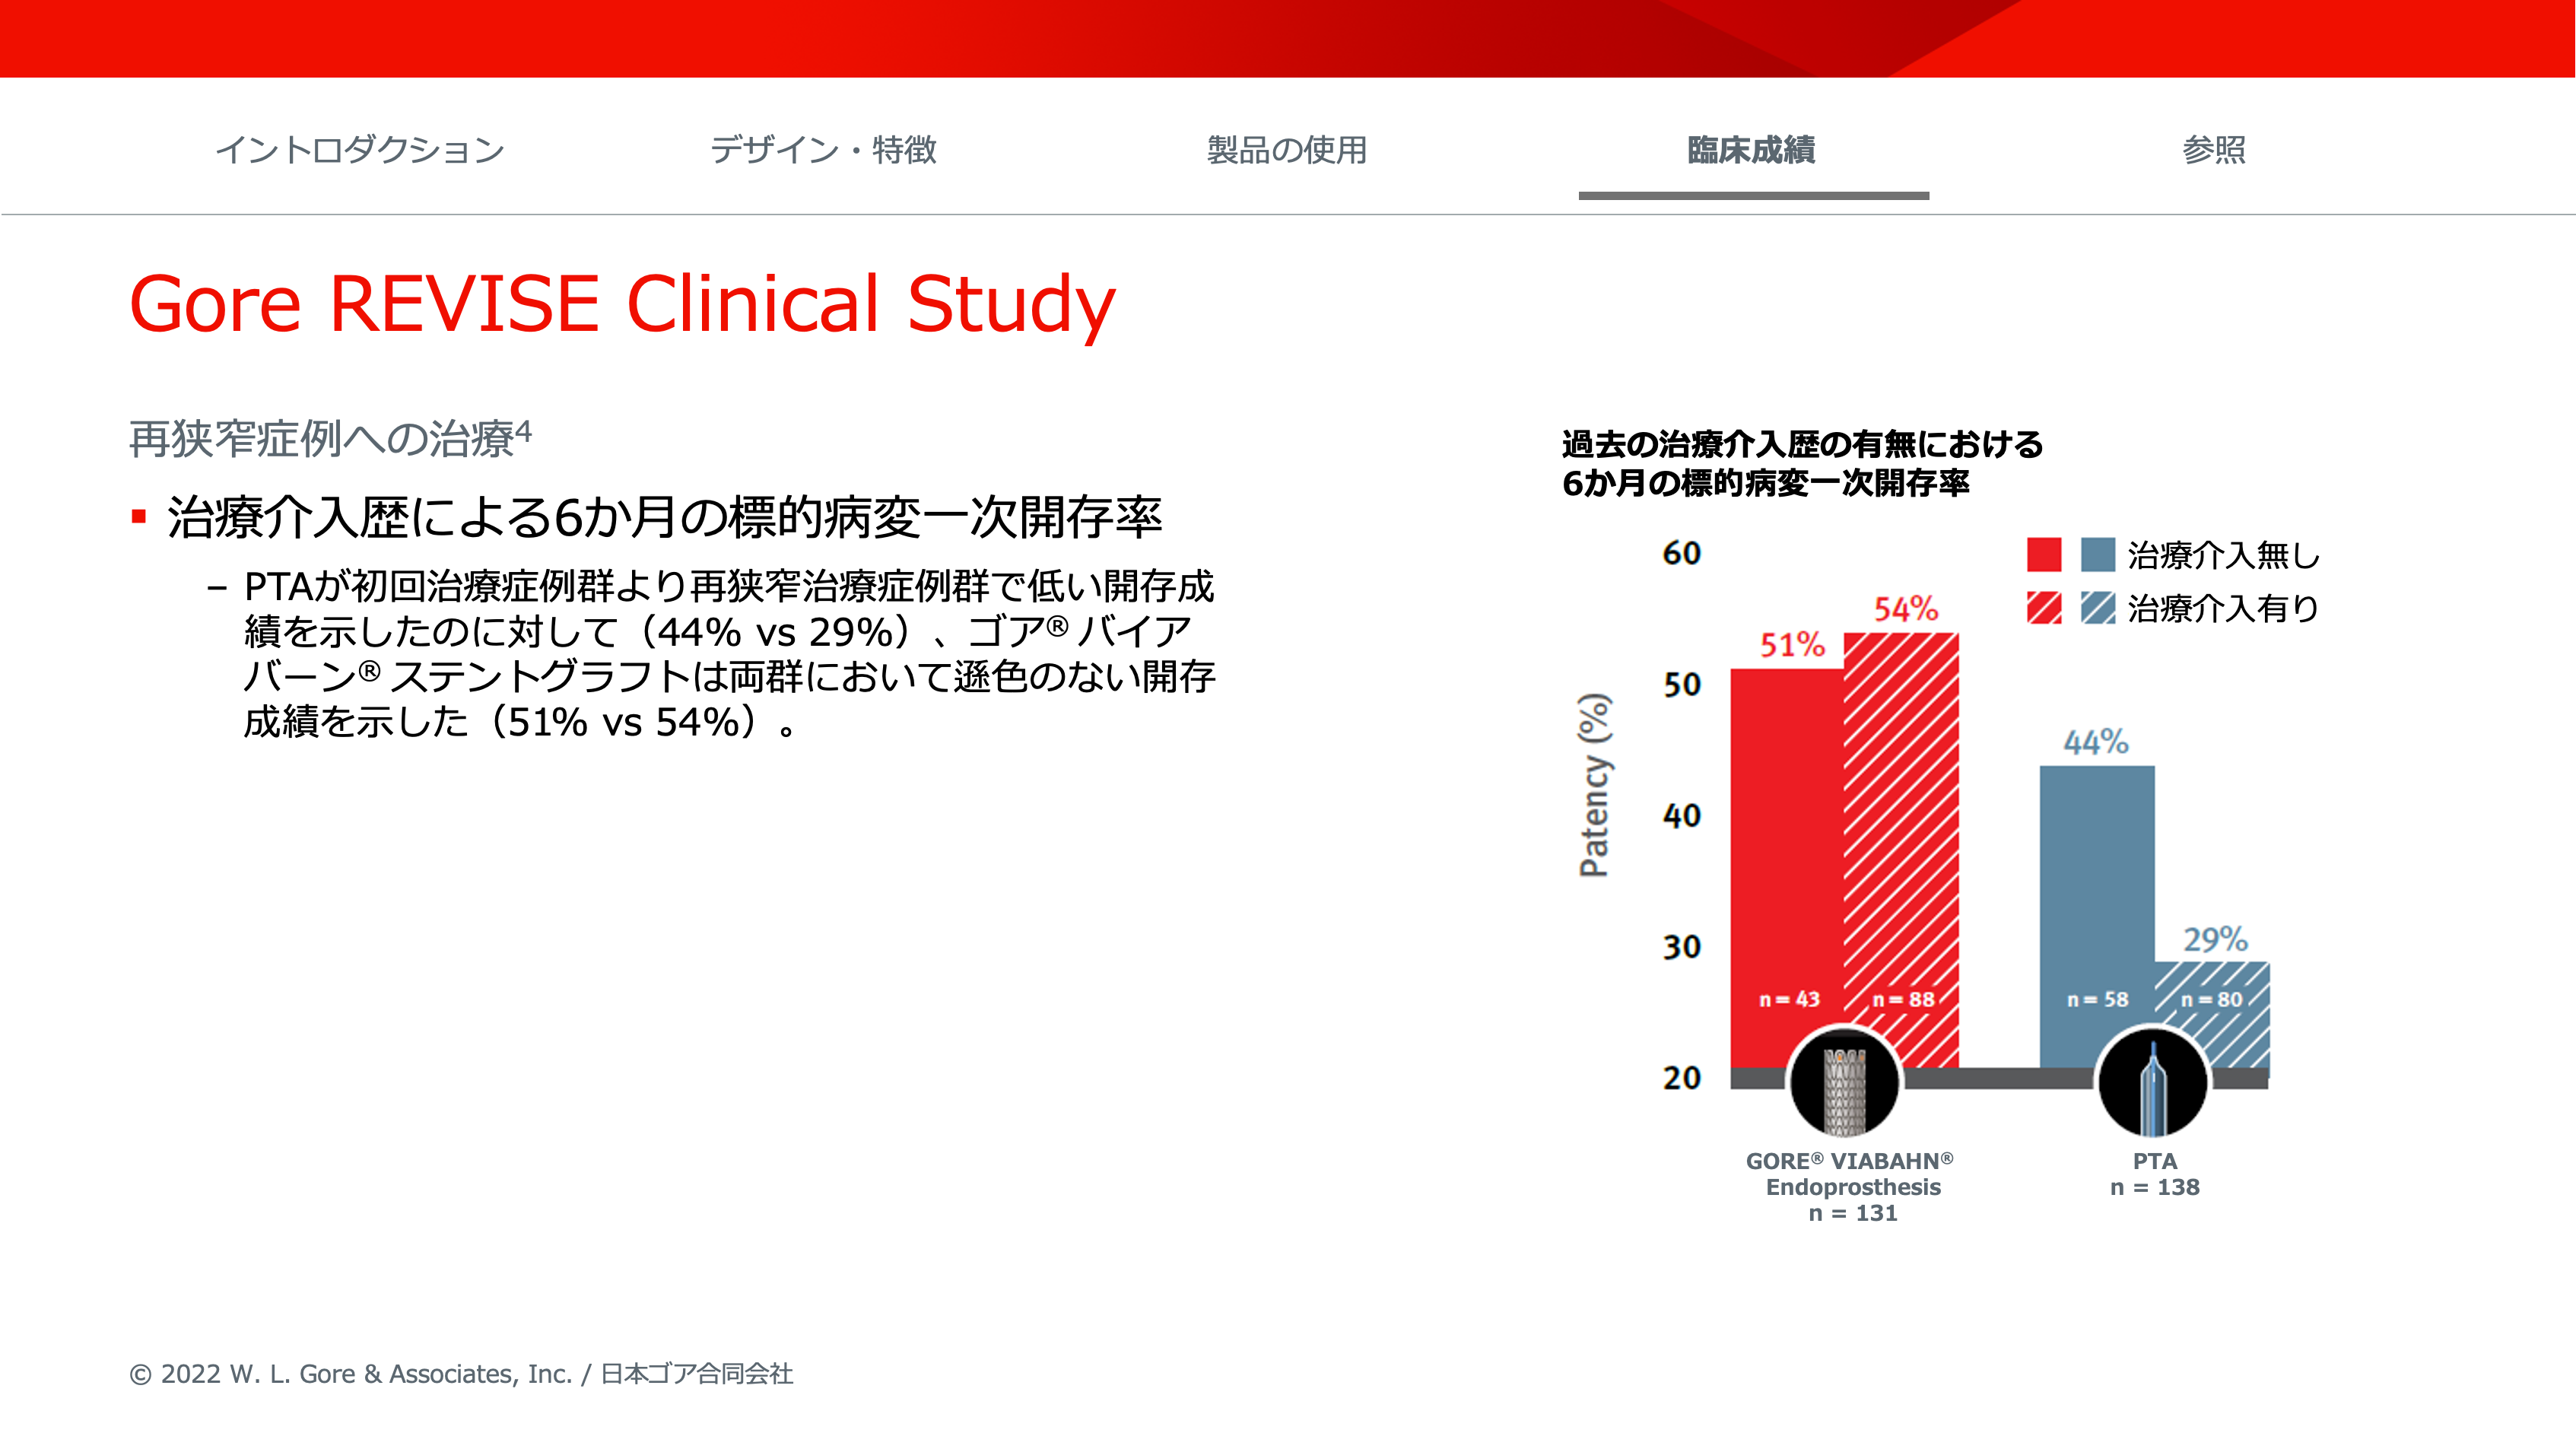 イントロダクション
デザイン・特徴
製品の使用
臨床成績
参照
Gore REVISE Clinical Study
再狭窄症例への治療4
▪ 治療介入歴による6か月の標的病変一次開存率
– PTAが初回治療症例群より再狭窄治療症例群で低い開存成
績を示したのに対して（44% vs 29%）、ゴア® バイア
バーン® ステントグラフトは両群において遜色のない開存
成績を示した（51% vs 54%）。
過去の治療介入歴の有無における
6か月の標的病変一次開存率
治療介入無し
治療介入有り
Patency (%)
60
50
40
30
20
51%
54%
44%
29%
n = 43
n = 88
n = 58
n = 80
GORE® VIABAHN®
Endoprosthesis
n = 131
PTA
n = 138
© 2022 W. L. Gore & Associates, Inc. / 日本ゴア合同会社